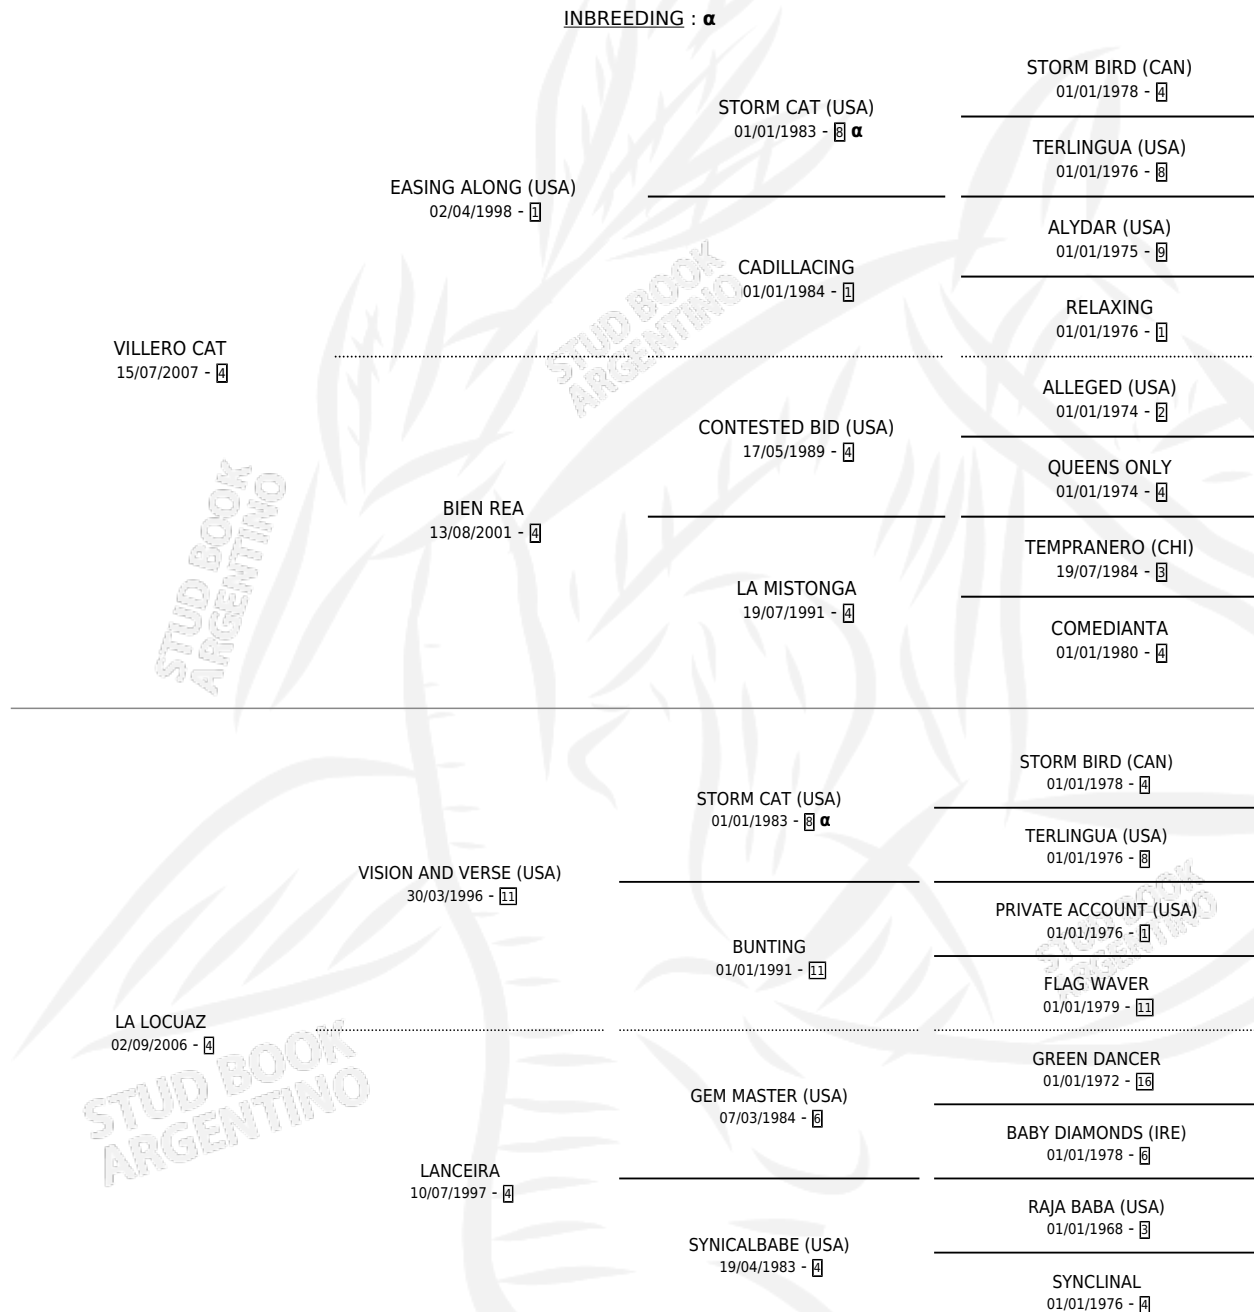 INBREEDING : α
STORM BIRD (CAN)
01/01/1978 - 4
STORM CAT (USA)
01/01/1983 - 8 α
TERLINGUA (USA)
01/01/1976 - 8
EASING ALONG (USA)
02/04/1998 - 1
ALYDAR (USA)
01/01/1975 - 9
CADILLACING
01/01/1984 - 1
RELAXING
01/01/1976 - 1
VILLERO CAT
15/07/2007 - 4
ALLEGED (USA)
01/01/1974 - 2
CONTESTED BID (USA)
17/05/1989 - 4
QUEENS ONLY
01/01/1974 - 4
BIEN REA
13/08/2001 - 4
TEMPRANERO (CHI)
19/07/1984 - 3
LA MISTONGA
19/07/1991 - 4
COMEDIANTA
01/01/1980 - 4
STORM BIRD (CAN)
01/01/1978 - 4
STORM CAT (USA)
01/01/1983 - 8 α
TERLINGUA (USA)
01/01/1976 - 8
VISION AND VERSE (USA)
30/03/1996 - 11
PRIVATE ACCOUNT (USA)
01/01/1976 - 1
BUNTING
01/01/1991 - 11
FLAG WAVER
01/01/1979 - 11
LA LOCUAZ
02/09/2006 - 4
GREEN DANCER
01/01/1972 - 16
GEM MASTER (USA)
07/03/1984 - 6
BABY DIAMONDS (IRE)
01/01/1978 - 6
LANCEIRA
10/07/1997 - 4
RAJA BABA (USA)
01/01/1968 - 3
SYNICALBABE (USA)
19/04/1983 - 4
SYNCLINAL
01/01/1976 - 4
STUD BOOK
ARGENTINO
STUD BOOK
ARGENTINO
STUD BOOK
ARGENTINO
STUD BOOK
ARGENTINO